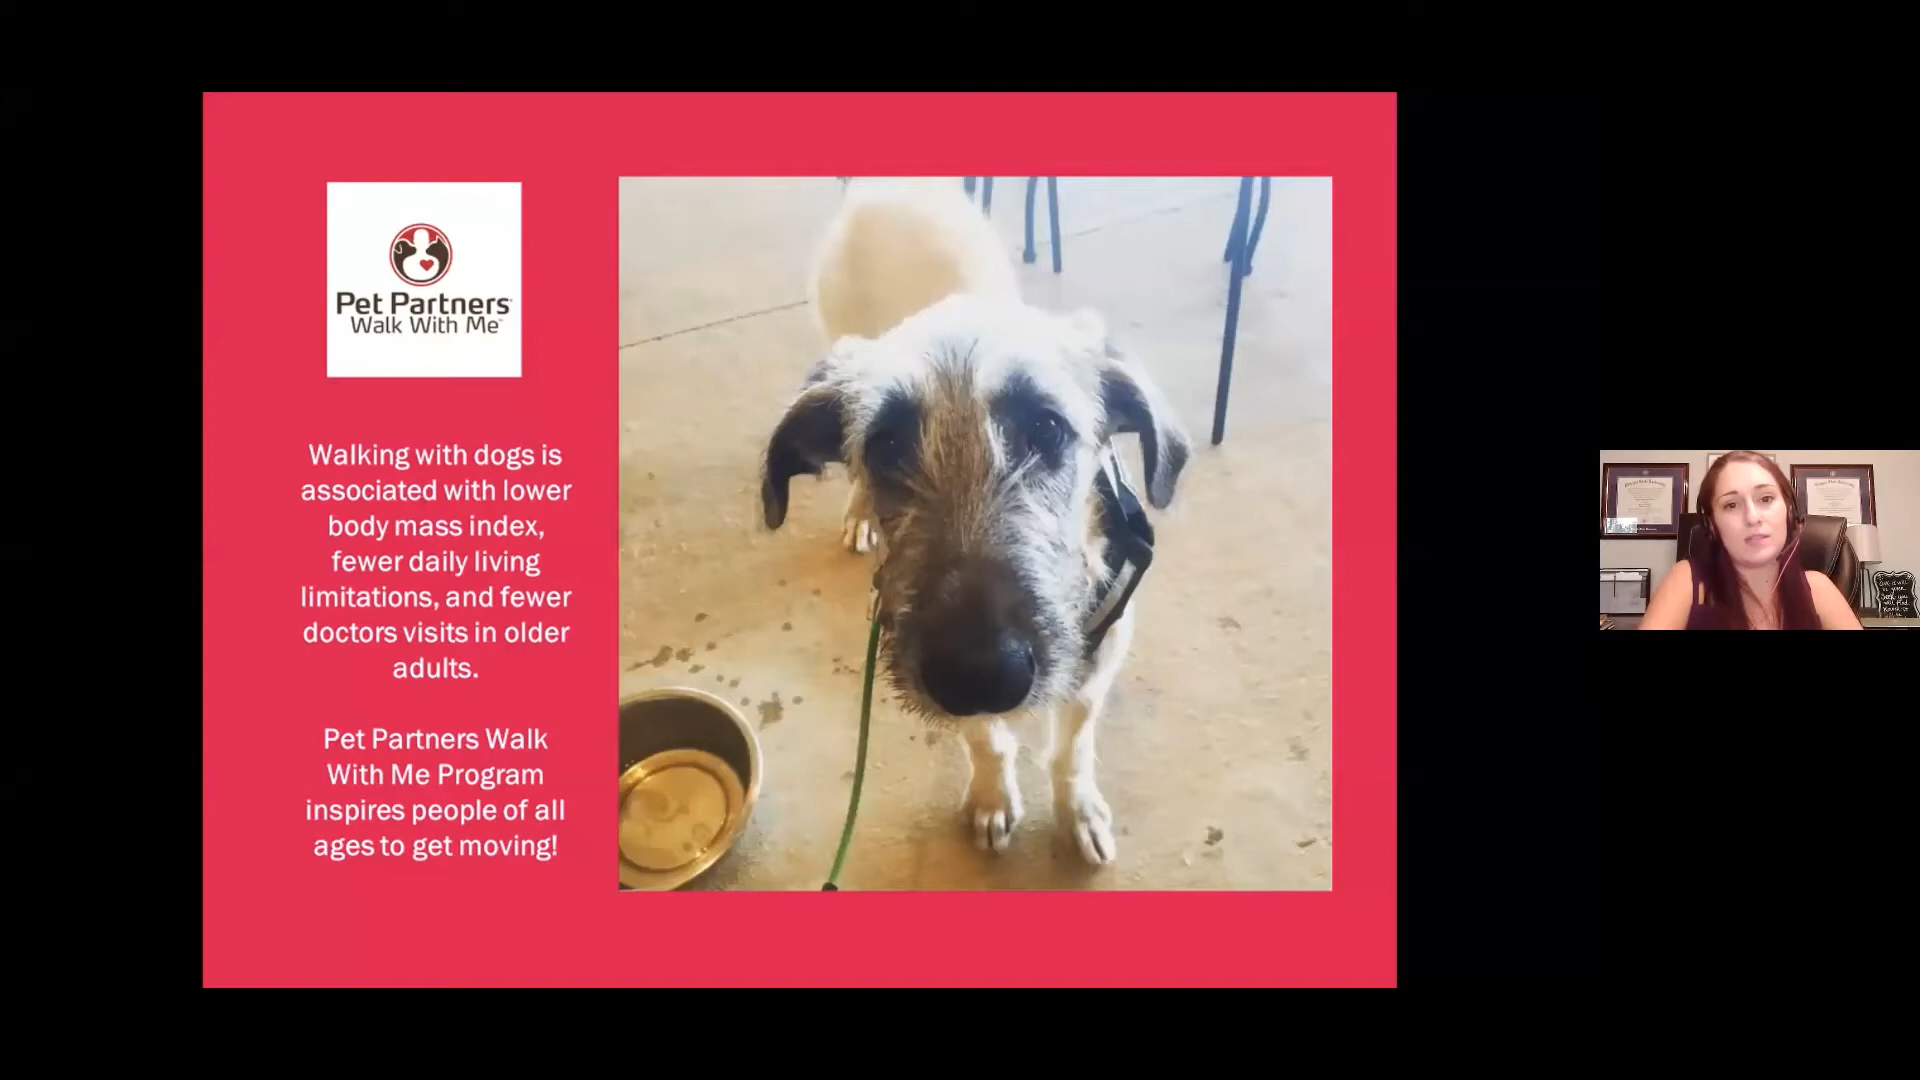 Pet Partners
Walk With Me™
Walking with dogs is
associated with lower
body mass index,
fewer daily living
limitations, and fewer
doctors visits in older
adults.
Pet Partners Walk
With Me Program
inspires people of all
ages to get moving!